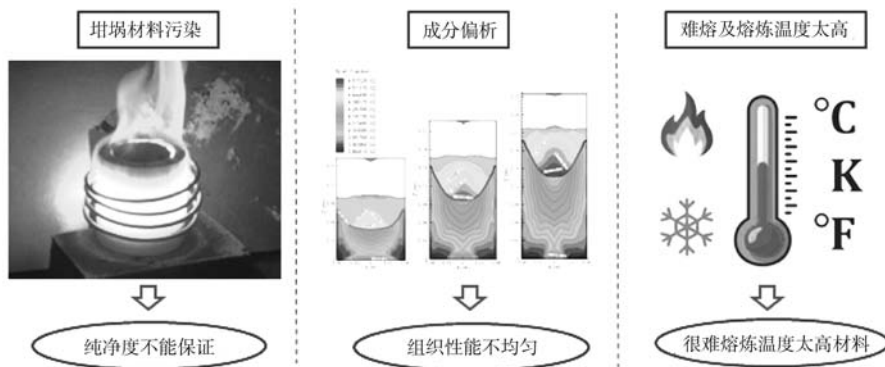 坩埚材料污染
成分偏析
难熔及熔炼温度太高
°C
K
°F
纯净度不能保证
组织性能不均匀
很难熔炼温度太高材料